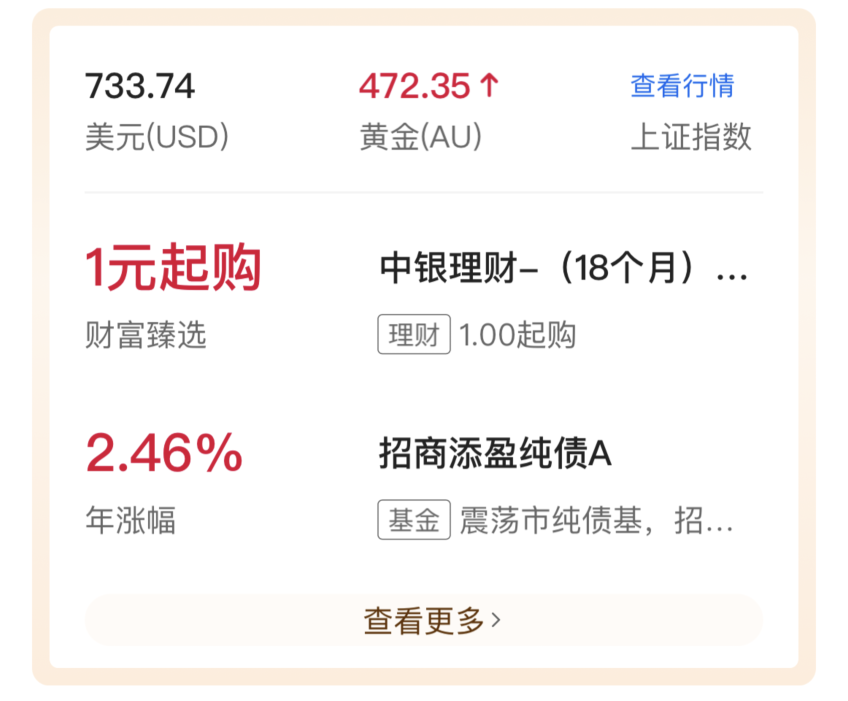 733.74 472.35↑ 查看行情
美元(USD) 黄金(AU) 上证指数
1元起购 中银理财-（18个月）...
财富臻选 理财 1.00起购
2.46% 招商添盈纯债A
年涨幅 基金 震荡市纯债基，招...
查看更多>